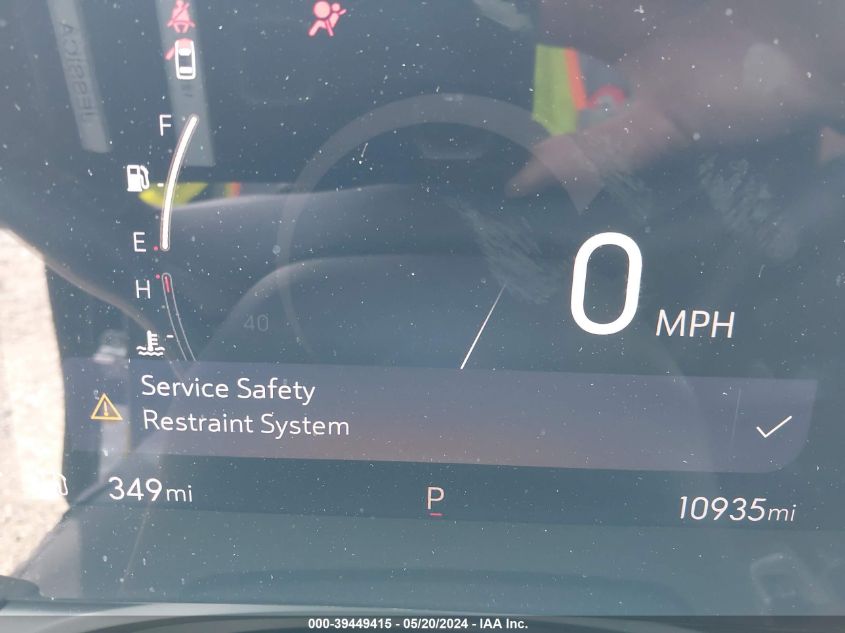 F
E
H
40
0 MPH
Service Safety
Restraint System
349mi
P
10935mi
000-39449415 - 05/20/2024 - IAA Inc.